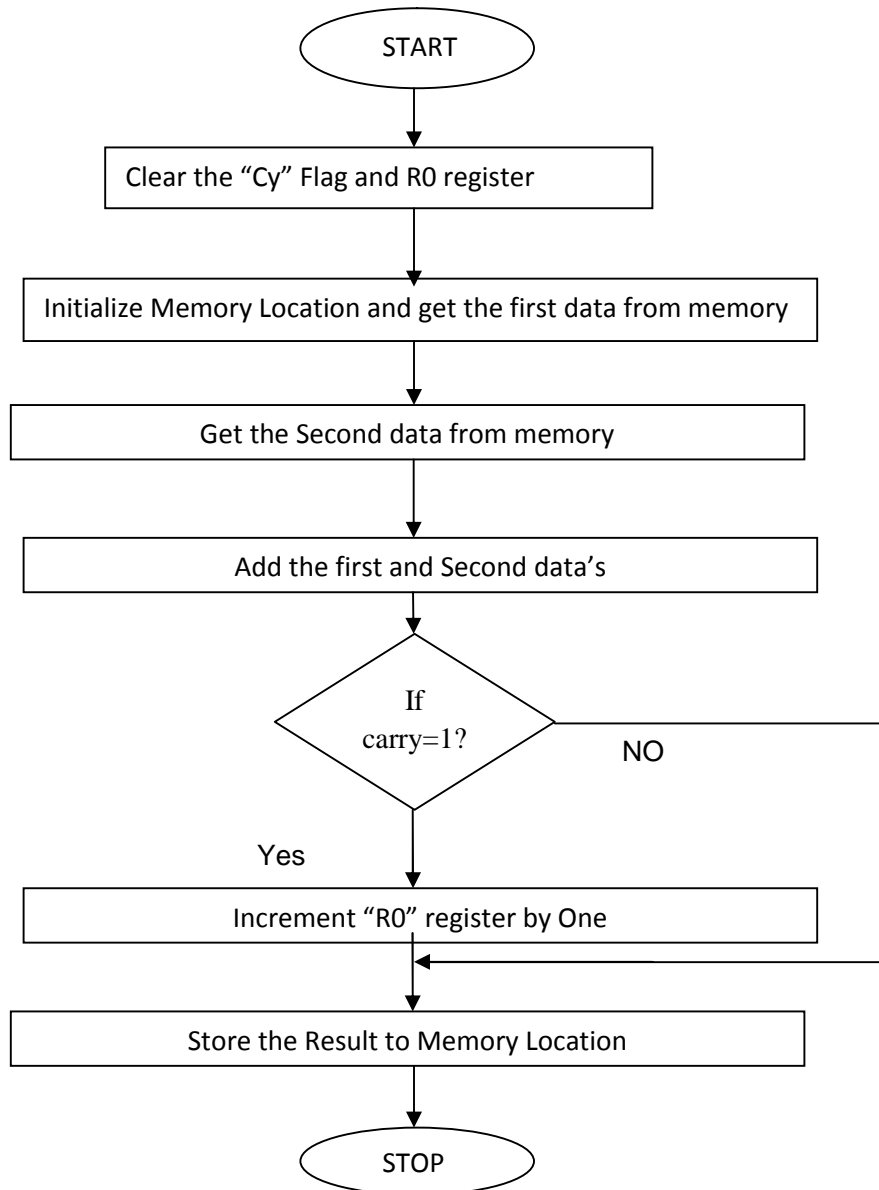 START
Clear the “Cy” Flag and R0 register
Initialize Memory Location and get the first data from memory
Get the Second data from memory
Add the first and Second data’s
If
carry=1?
NO
Yes
Increment “R0” register by One
Store the Result to Memory Location
STOP